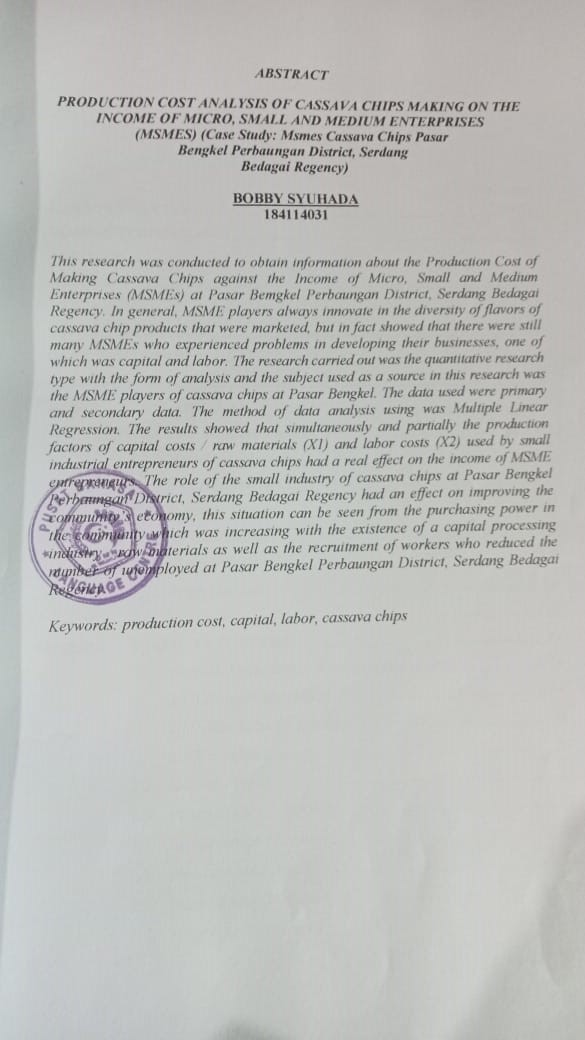 ABSTRACT
PRODUCTION COST ANALYSIS OF CASSAVA CHIPS MAKING ON THE
INCOME OF MICRO, SMALL AND MEDIUM ENTERPRISES
(MSMES) (Case Study: Msmes Cassava Chips Pasar
Bengkel Perbaungan District, Serdang
Bedagai Regency)
BOBBY SYUHADA
184114031
This research was conducted to obtain information about the Production Cost of
Making Cassava Chips against the Income of Micro, Small and Medium
Enterprises (MSMEs) at Pasar Bemgkel Perbaungan District, Serdang Bedagai
Regency. In general, MSME players always innovate in the diversity of flavors of
cassava chip products that were marketed, but in fact showed that there were still
many MSMEs who experienced problems in developing their businesses, one of
which was capital and labor. The research carried out was the quantitative research
type with the form of analysis and the subject used as a source in this research was
the MSME players of cassava chips at Pasar Bengkel. The data used were primary
and secondary data. The method of data analysis using was Multiple Linear
Regression. The results showed that simultaneously and partially the production
factors of capital costs / raw materials (X1) and labor costs (X2) used by small
industrial entrepreneurs of cassava chips had a real effect on the income of MSME
entrepreneurs. The role of the small industry of cassava chips at Pasar Bengkel
Perbaungan District, Serdang Bedagai Regency had an effect on improving the
community's economy, this situation can be seen from the purchasing power in
the community which was increasing with the existence of a capital processing
industry / raw materials as well as the recruitment of workers who reduced the
number of unemployed at Pasar Bengkel Perbaungan District, Serdang Bedagai
Regency.
PUSAT BAHASA
LANGUAGE CENTRE
Keywords: production cost, capital, labor, cassava chips